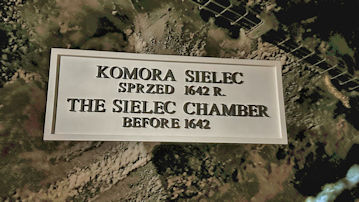 KOMORA SIELEC
SPRZED 1642 R.
THE SIELEC CHAMBER
BEFORE 1642